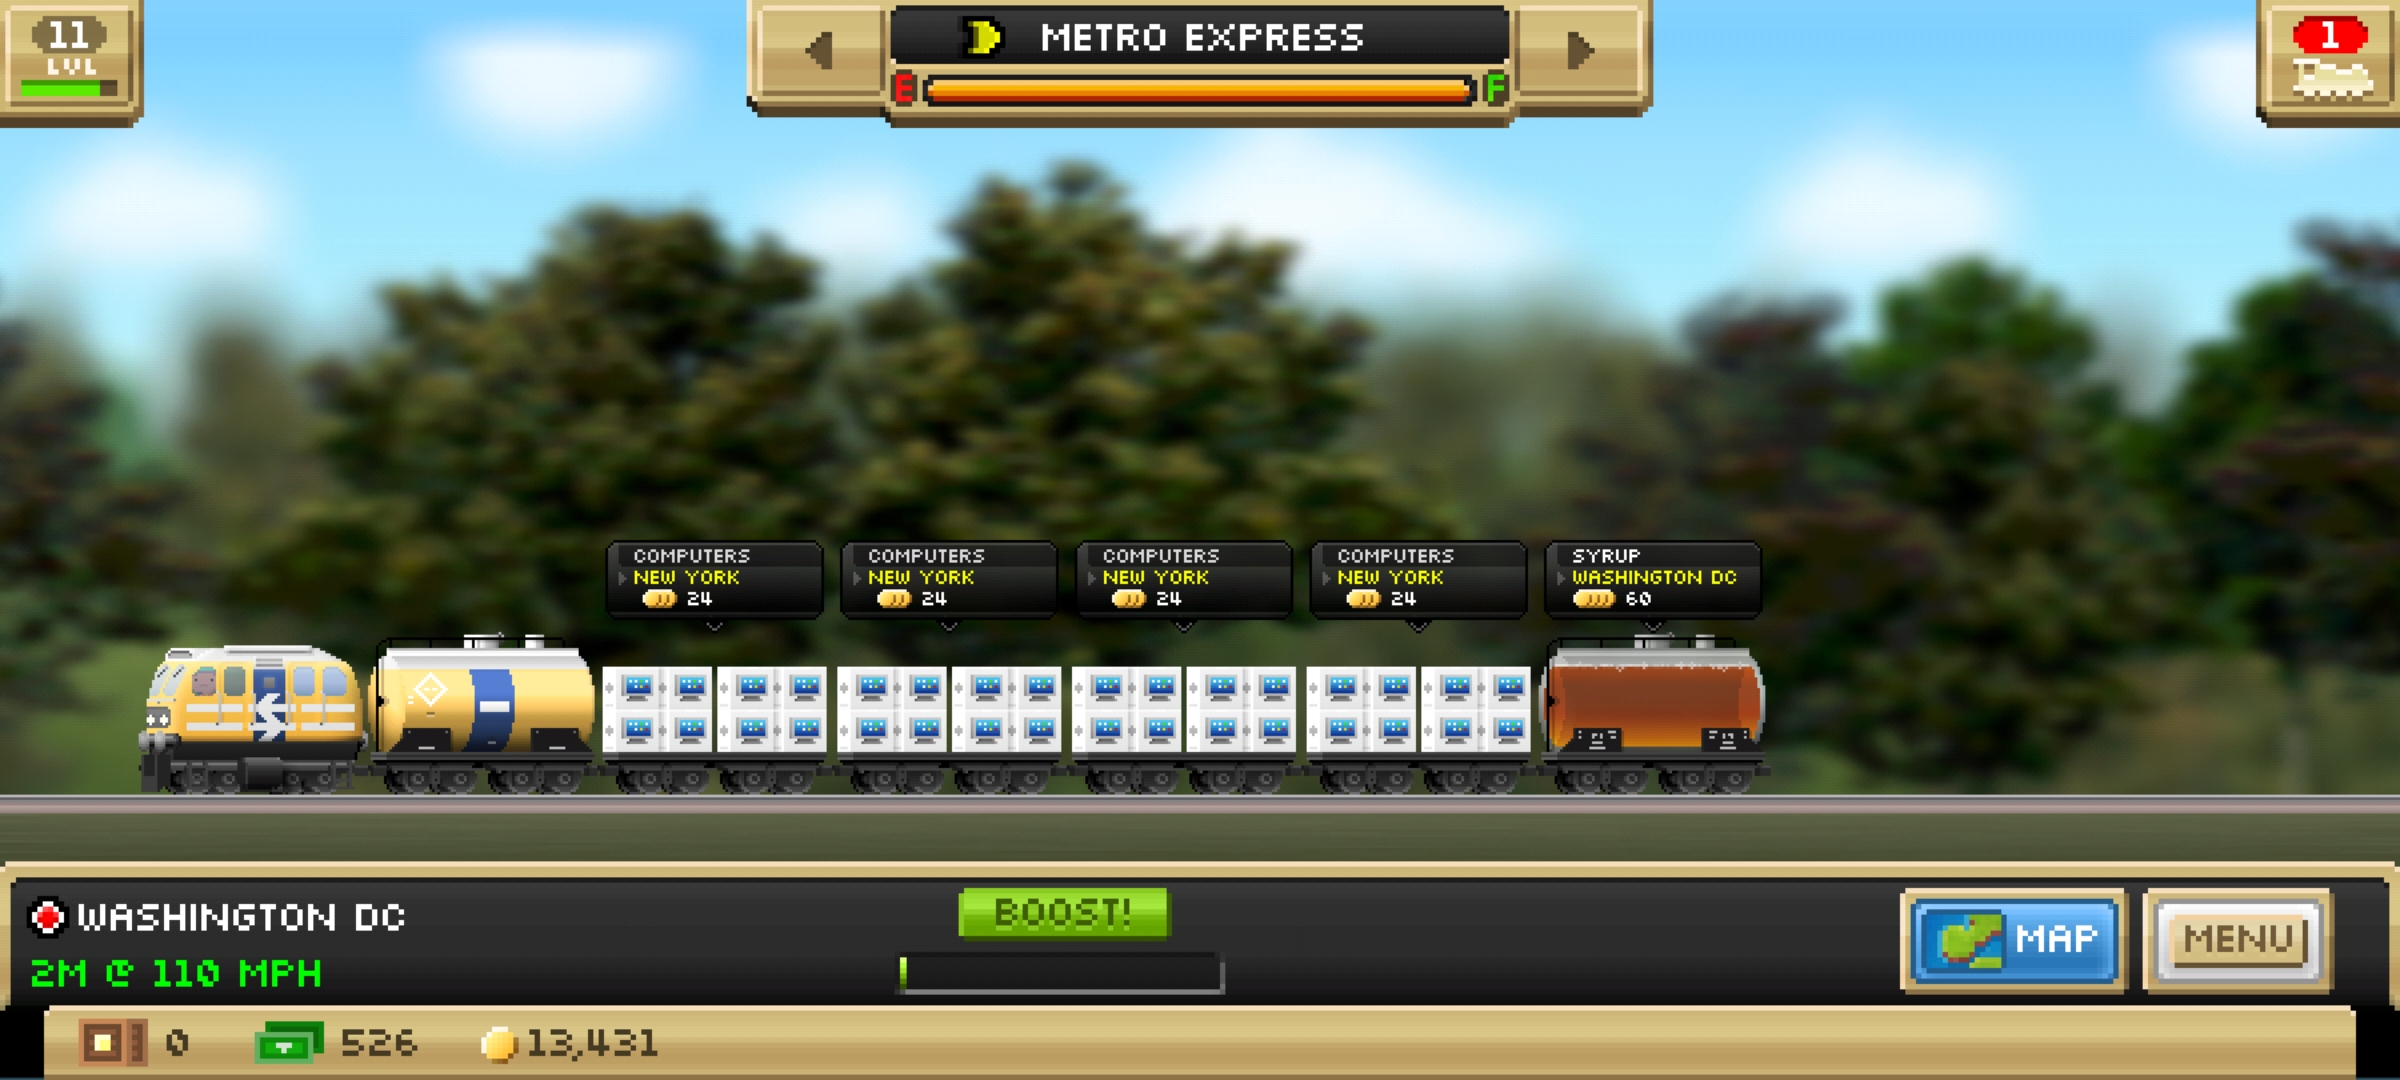 11
LVL
METRO EXPRESS
E F
1
COMPUTERS
NEW YORK
24
COMPUTERS
NEW YORK
24
COMPUTERS
NEW YORK
24
COMPUTERS
NEW YORK
24
SYRUP
WASHINGTON DC
60
WASHINGTON DC
2M @ 110 MPH
BOOST!
MAP
MENU
0
526
13,431